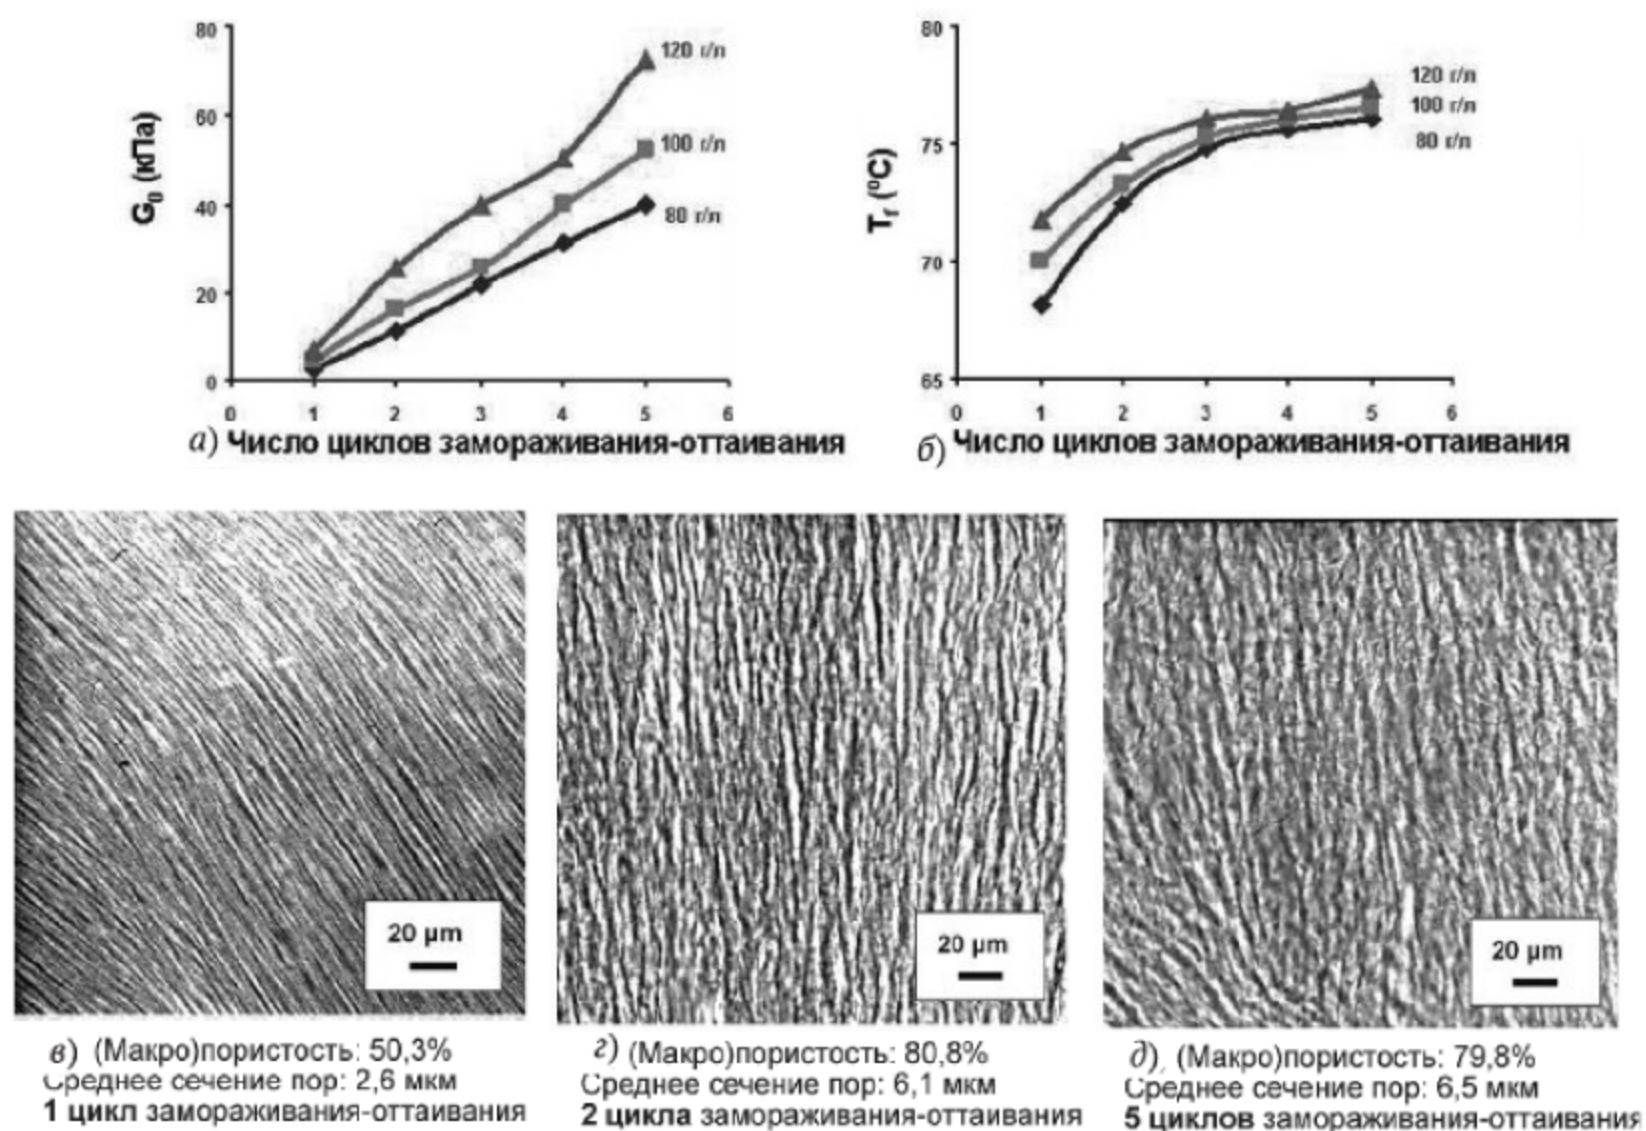 80
60
40
20
0
G₀ (кПа)
120 г/л
100 г/л
80 г/л
0 1 2 3 4 5 6
а) Число циклов замораживания-оттаивания
80
75
70
65
T_f (⁰C)
120 г/л
100 г/л
80 г/л
0 1 2 3 4 5 6
б) Число циклов замораживания-оттаивания
20 µm
20 µm
20 µm
в) (Макро)пористость: 50,3%
Среднее сечение пор: 2,6 мкм
1 цикл замораживания-оттаивания
г) (Макро)пористость: 80,8%
Среднее сечение пор: 6,1 мкм
2 цикла замораживания-оттаивания
д), (Макро)пористость: 79,8%
Среднее сечение пор: 6,5 мкм
5 циклов замораживания-оттаивания